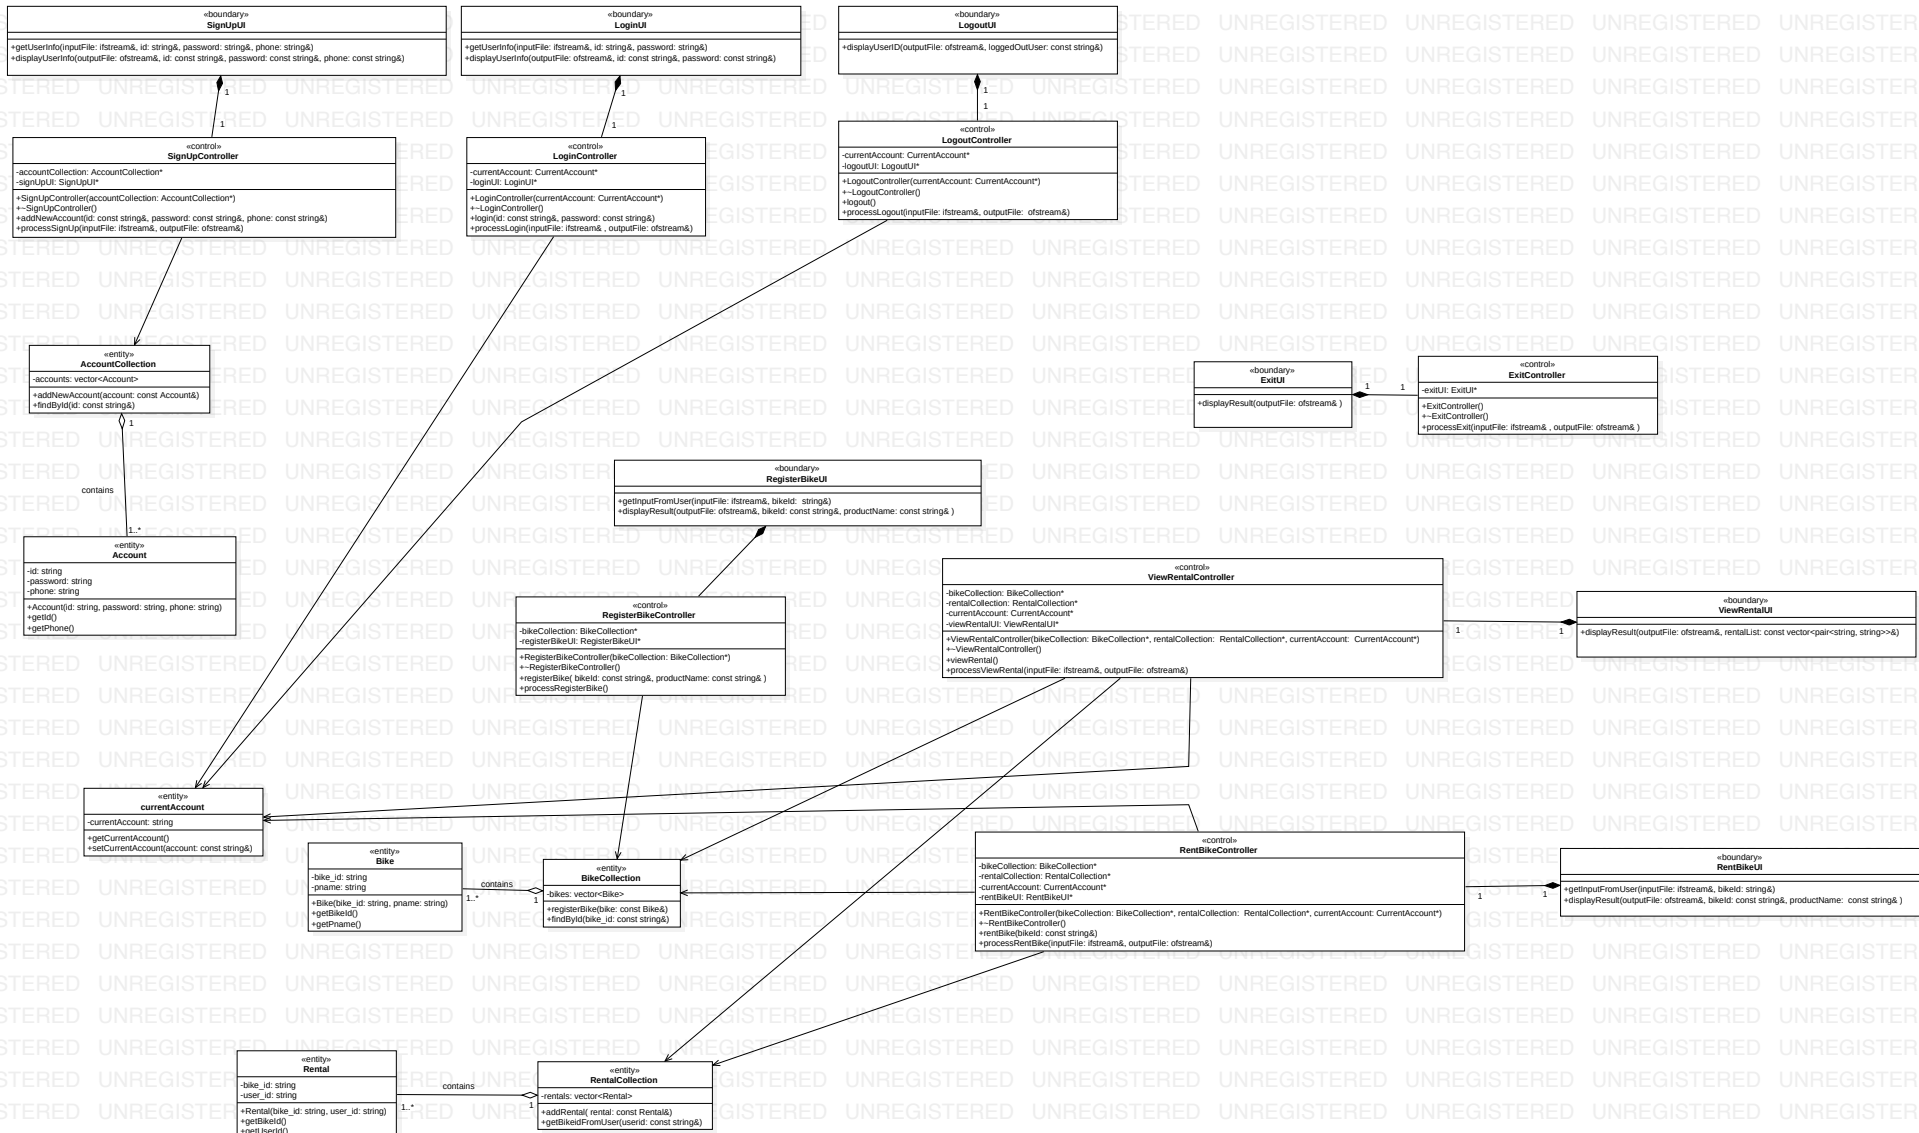 «boundary»
SignUpUI
+getUserInfo(inputFile: ifstream&, id: string&, password: string&, phone: string&)
+displayUserInfo(outputFile: ofstream&, id: const string&, password: const string&, phone: const string&)
1
1
«boundary»
LoginUI
+getUserInfo(inputFile: ifstream&, id: string&, password: string&)
+displayUserInfo(outputFile: ofstream&, id: const string&, password: const string&)
1
1
«boundary»
LogoutUI
+displayUserID(outputFile: ofstream&, loggedOutUser: const string&)
1
1
«control»
SignUpController
-accountCollection: AccountCollection*
-signUpUI: SignUpUI*
+SignUpController(accountCollection: AccountCollection*)
+~SignUpController()
+addNewAccount(id: const string&, password: const string&, phone: const string&)
+processSignUp(inputFile: ifstream&, outputFile: ofstream&)
«control»
LoginController
-currentAccount: CurrentAccount*
-loginUI: LoginUI*
+LoginController(currentAccount: CurrentAccount*)
+~LoginController()
+login(id: const string&, password: const string&)
+processLogin(inputFile: ifstream& , outputFile: ofstream&)
«control»
LogoutController
-currentAccount: CurrentAccount*
-logoutUI: LogoutUI*
+LogoutController(currentAccount: CurrentAccount*)
+~LogoutController()
+logout()
+processLogout(inputFile: ifstream&, outputFile:  ofstream&)
«entity»
AccountCollection
-accounts: vector<Account>
+addNewAccount(account: const Account&)
+findById(id: const string&)
1
contains
1..*
«entity»
Account
-id: string
-password: string
-phone: string
+Account(id: string, password: string, phone: string)
+getId()
+getPhone()
«boundary»
ExitUI
+displayResult(outputFile: ofstream& )
1
1
«control»
ExitController
-exitUI: ExitUI*
+ExitController()
+~ExitController()
+processExit(inputFile: ifstream& , outputFile: ofstream& )
«boundary»
RegisterBikeUI
+getInputFromUser(inputFile: ifstream&, bikeId:  string&)
+displayResult(outputFile: ofstream&, bikeId: const string&, productName: const string& )
«control»
RegisterBikeController
-bikeCollection: BikeCollection*
-registerBikeUI: RegisterBikeUI*
+RegisterBikeController(bikeCollection: BikeCollection*)
+~RegisterBikeController()
+registerBike( bikeId: const string&, productName: const string& )
+processRegisterBike()
«control»
ViewRentalController
-bikeCollection: BikeCollection*
-rentalCollection: RentalCollection*
-currentAccount: CurrentAccount*
-viewRentalUI: ViewRentalUI*
+ViewRentalController(bikeCollection: BikeCollection*, rentalCollection:  RentalCollection*, currentAccount:  CurrentAccount*)
+~ViewRentalController()
+viewRental()
+processViewRental(inputFile: ifstream&, outputFile: ofstream&)
1
1
«boundary»
ViewRentalUI
+displayResult(outputFile: ofstream&, rentalList: const vector<pair<string, string>>&)
«entity»
currentAccount
-currentAccount: string
+getCurrentAccount()
+setCurrentAccount(account: const string&)
«entity»
Bike
-bike_id: string
-pname: string
+Bike(bike_id: string, pname: string)
+getBikeId()
+getPname()
contains
1..*
1
«entity»
BikeCollection
-bikes: vector<Bike>
+registerBike(bike: const Bike&)
+findById(bike_id: const string&)
«control»
RentBikeController
-bikeCollection: BikeCollection*
-rentalCollection: RentalCollection*
-currentAccount: CurrentAccount*
-rentBikeUI: RentBikeUI*
+RentBikeController(bikeCollection: BikeCollection*, rentalCollection:  RentalCollection*, currentAccount: CurrentAccount*)
+~RentBikeController()
+rentBike(bikeId: const string&)
+processRentBike(inputFile: ifstream&, outputFile: ofstream&)
1
1
«boundary»
RentBikeUI
+getInputFromUser(inputFile: ifstream&, bikeId: string&)
+displayResult(outputFile: ofstream&, bikeId: const string&, productName:  const string& )
«entity»
Rental
-bike_id: string
-user_id: string
+Rental(bike_id: string, user_id: string)
+getBikeId()
+getUserId()
contains
1..*
1
«entity»
RentalCollection
-rentals: vector<Rental>
+addRental( rental: const Rental&)
+getBikeidFromUser(userid: const string&)
UNREGISTERED